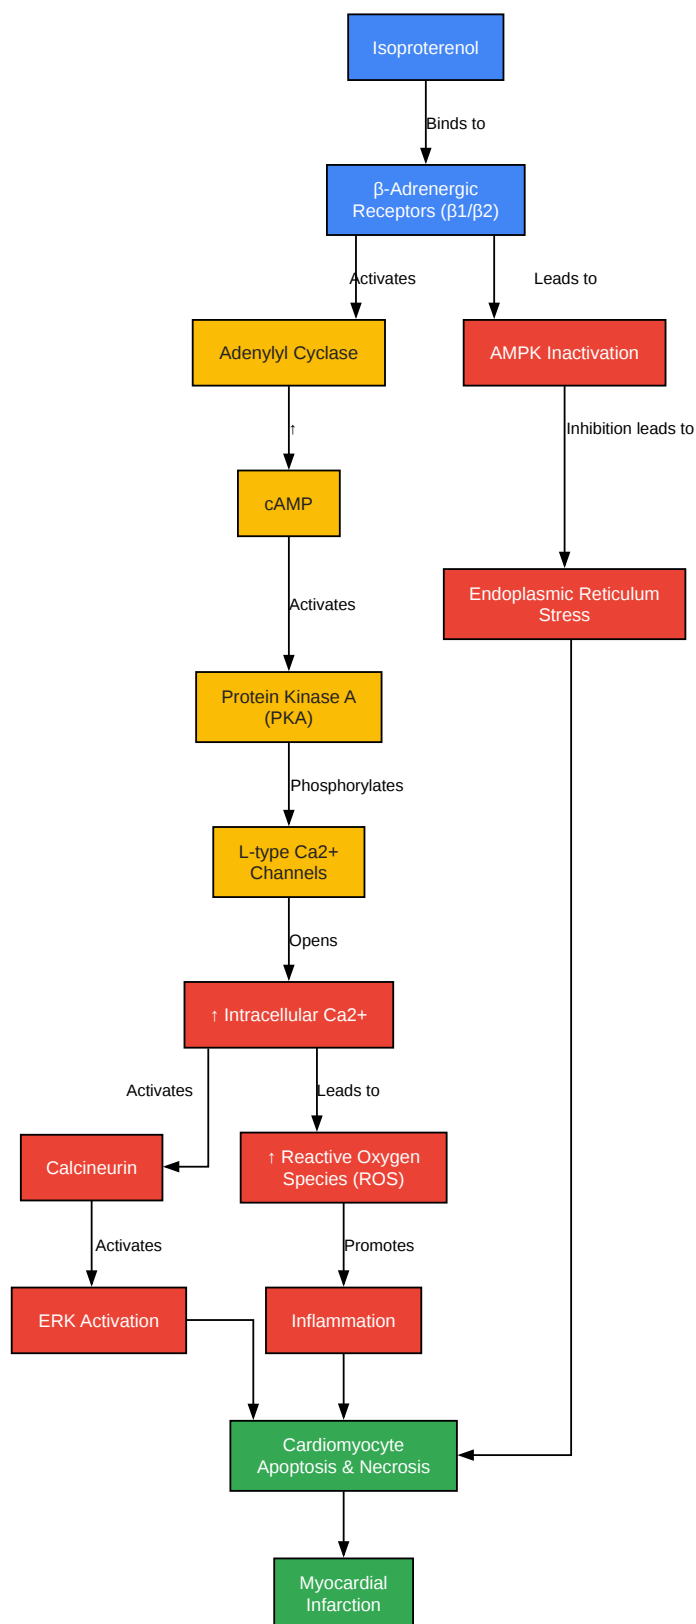 Isoproterenol
Binds to
β-Adrenergic
Receptors (β1/β2)
Activates
Leads to
Adenylyl Cyclase
AMPK Inactivation
↑
Inhibition leads to
cAMP
Activates
Endoplasmic Reticulum
Stress
Protein Kinase A
(PKA)
Phosphorylates
L-type Ca2+
Channels
Opens
↑ Intracellular Ca2+
Activates
Leads to
Calcineurin
↑ Reactive Oxygen
Species (ROS)
Activates
Promotes
ERK Activation
Inflammation
Cardiomyocyte
Apoptosis & Necrosis
Myocardial
Infarction